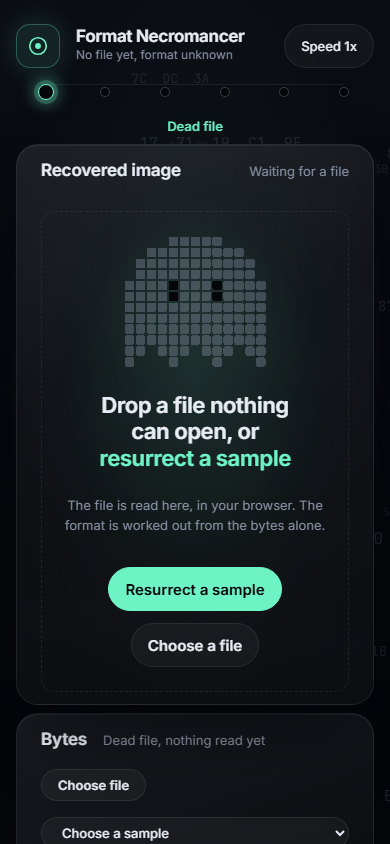 Format Necromancer
No file yet, format unknown
Speed 1x
7C 0C 3A
Dead file
Recovered image
Waiting for a file
Drop a file nothing
can open, or
resurrect a sample
The file is read here, in your browser. The
format is worked out from the bytes alone.
Resurrect a sample
Choose a file
Bytes
Dead file, nothing read yet
Choose file
Choose a sample